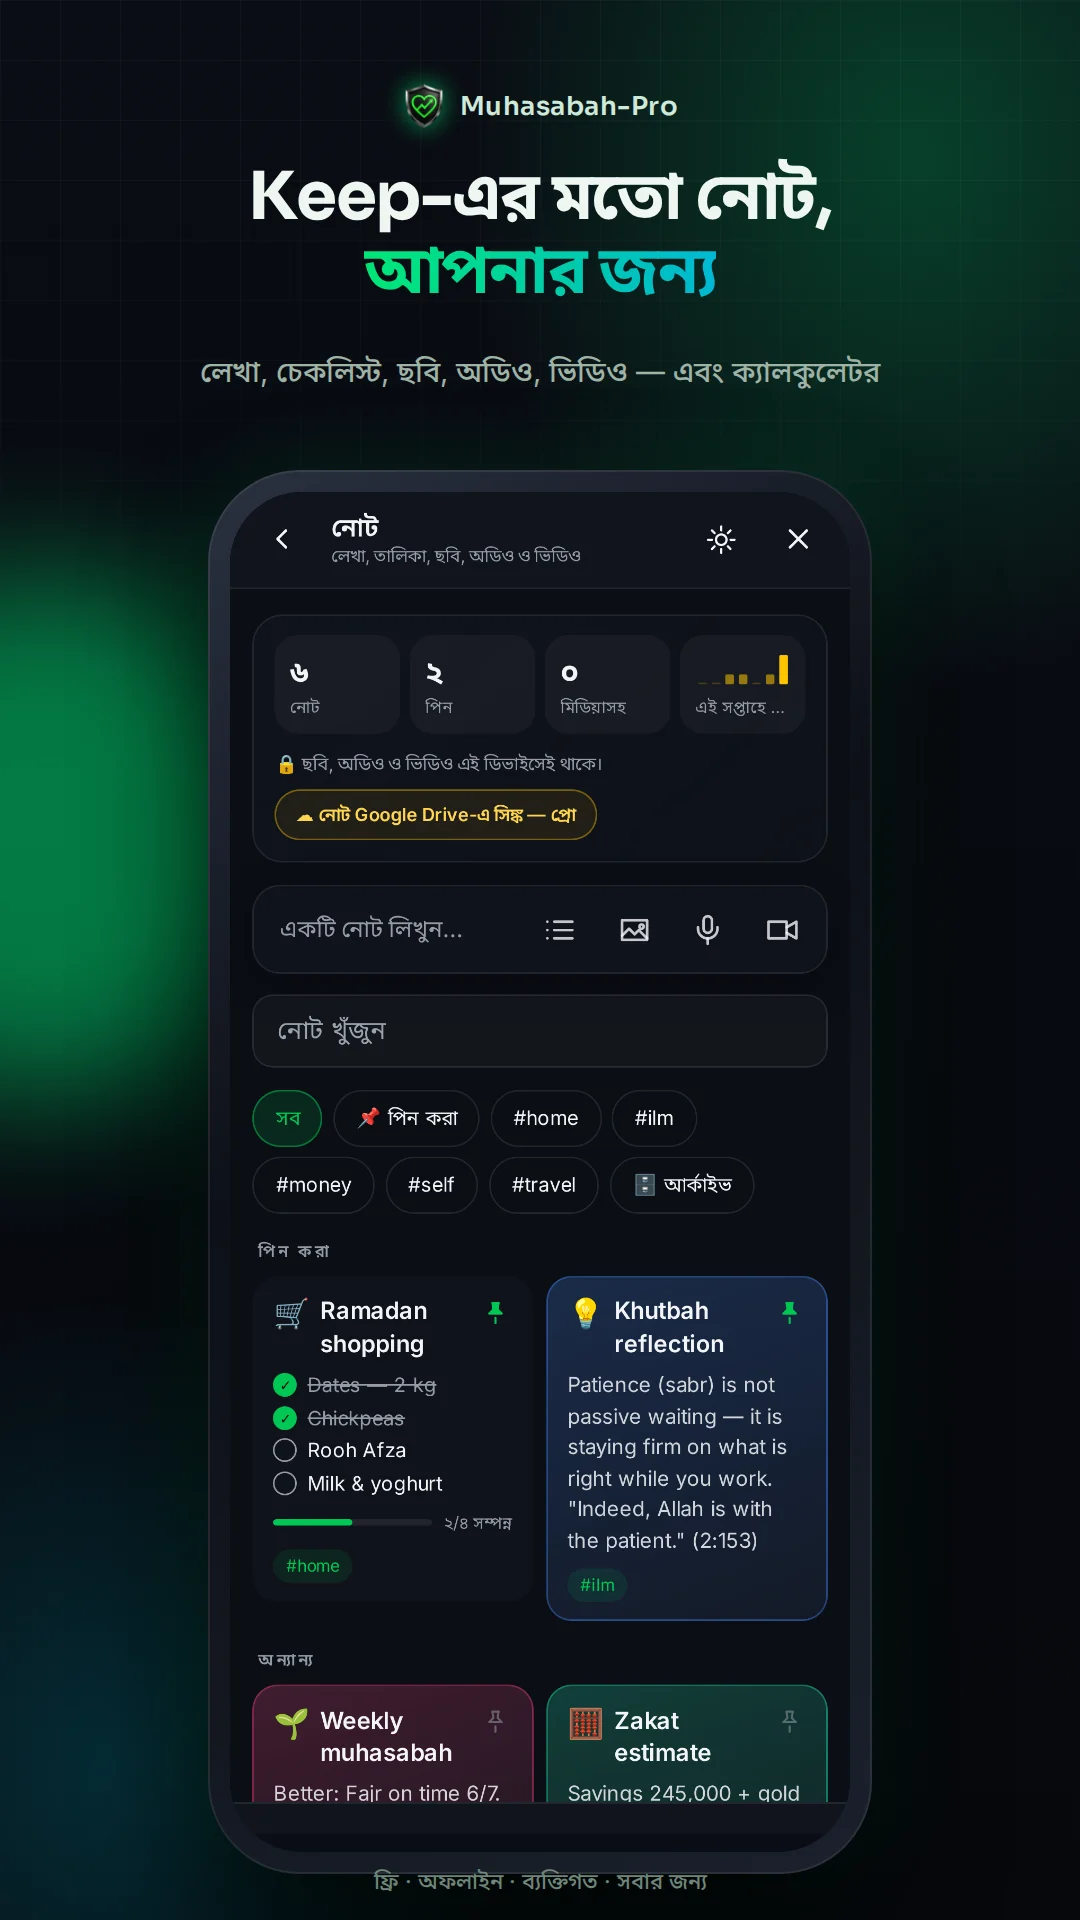 Muhasabah-Pro
Keep-এর মতো নোট,
আপনার জন্য
লেখা, চেকলিস্ট, ছবি, অডিও, ভিডিও — এবং ক্যালকুলেটর
নোট
লেখা, তালিকা, ছবি, অডিও ও ভিডিও
৬
নোট
২
পিন
০
মিডিয়াসহ
এই সপ্তাহে ...
🔒 ছবি, অডিও ও ভিডিও এই ডিভাইসেই থাকে।
☁ নোট Google Drive-এ সিঙ্ক — প্রো
একটি নোট লিখুন...
নোট খুঁজুন
সব
📌 পিন করা
#home
#ilm
#money
#self
#travel
🗄️ আর্কাইভ
পিন করা
🛒 Ramadan
shopping
Dates — 2 kg
Chickpeas
Rooh Afza
Milk & yoghurt
২/৪ সম্পন্ন
#home
💡 Khutbah
reflection
Patience (sabr) is not
passive waiting — it is
staying firm on what is
right while you work.
"Indeed, Allah is with
the patient." (2:153)
#ilm
অন্যান্য
🌱 Weekly
muhasabah
Better: Fajr on time 6/7.
🧮 Zakat
estimate
Savings 245,000 + gold
ফ্রি · অফলাইন · ব্যক্তিগত · সবার জন্য